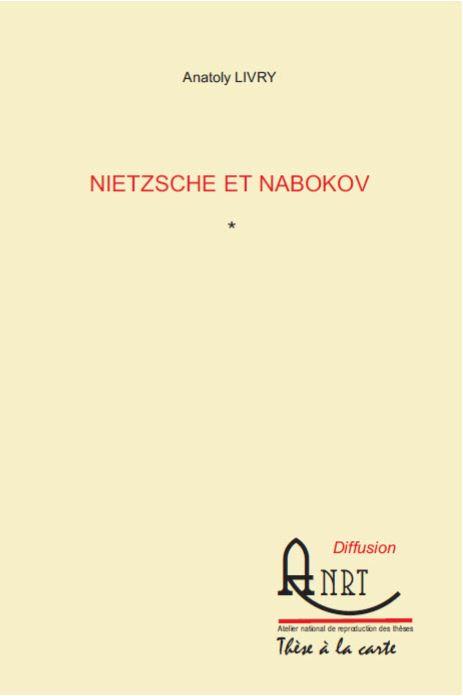 Anatoly LIVRY
NIETZSCHE ET NABOKOV
*
Diffusion
ANRT
Atelier national de reproduction des thèses
Thèse à la carte